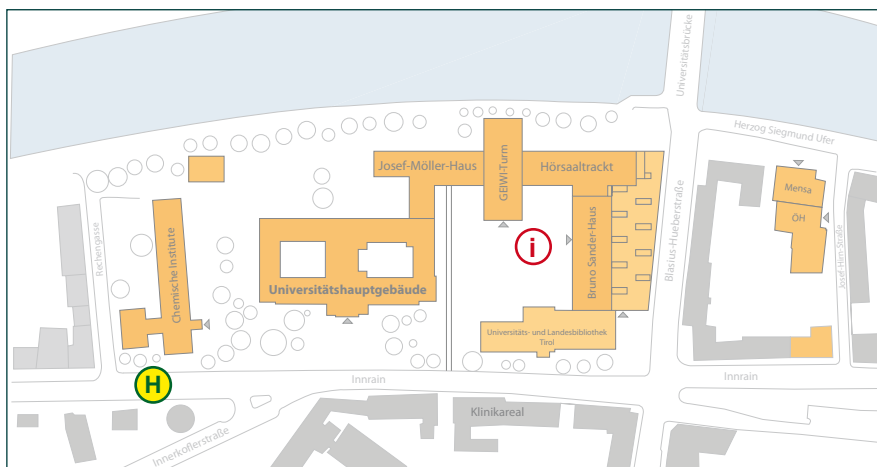 Universitätsbrücke
Herzog Siegmund Ufer
Josef-Möller-Haus
GEIWI-Turm
Hörsaaltrackt
Mensa
ÖH
Rechengasse
Chemische Institute
Universitätshauptgebäude
i
Bruno Sander-Haus
Blasius-Hueberstraße
Josef-Hirn-Straße
Universitäts- und Landesbibliothek
Tirol
H
Innrain
Innrain
Klinikareal
Innerkoflerstraße